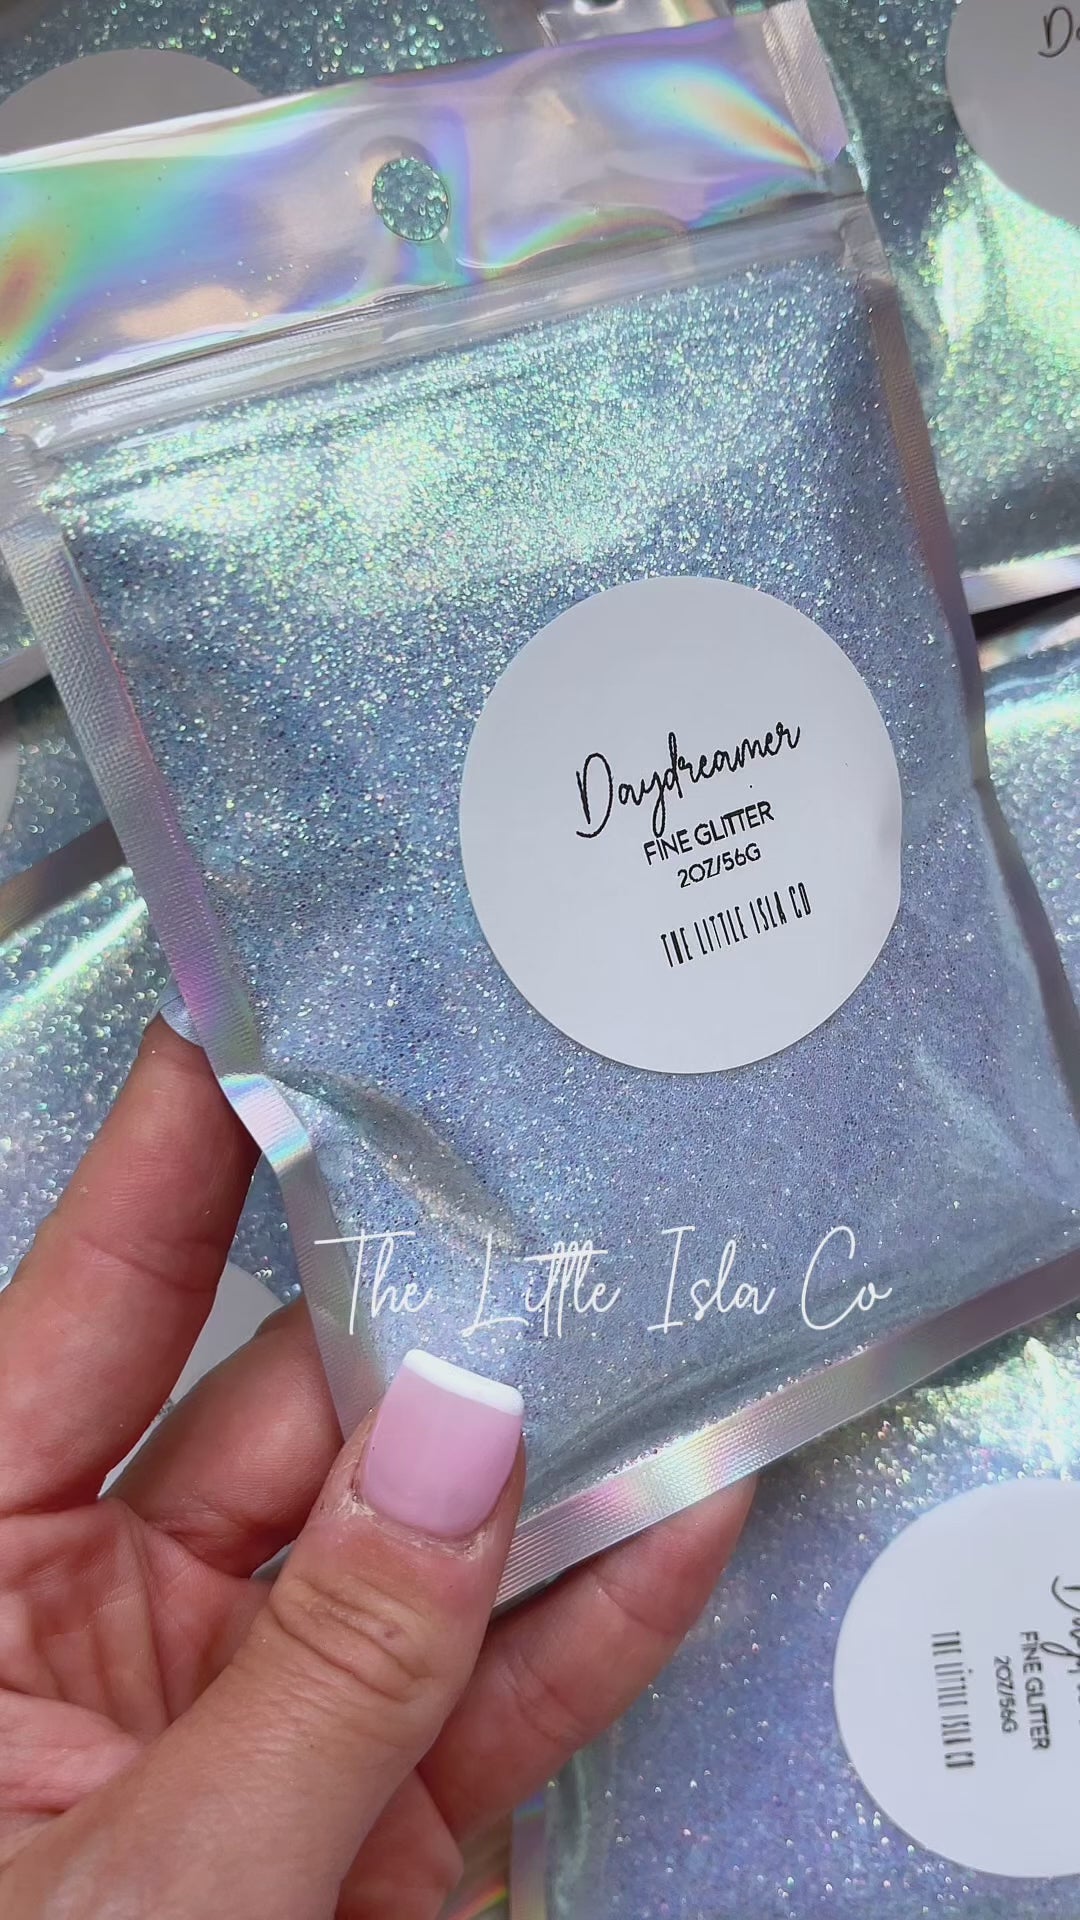 Da
Daydreamer
FINE GLITTER
2OZ/56G
THE LITTLE ISLA CO
The Little Isla Co
FINE GLITTER
2OZ/56G
THE LITTLE ISLA CO